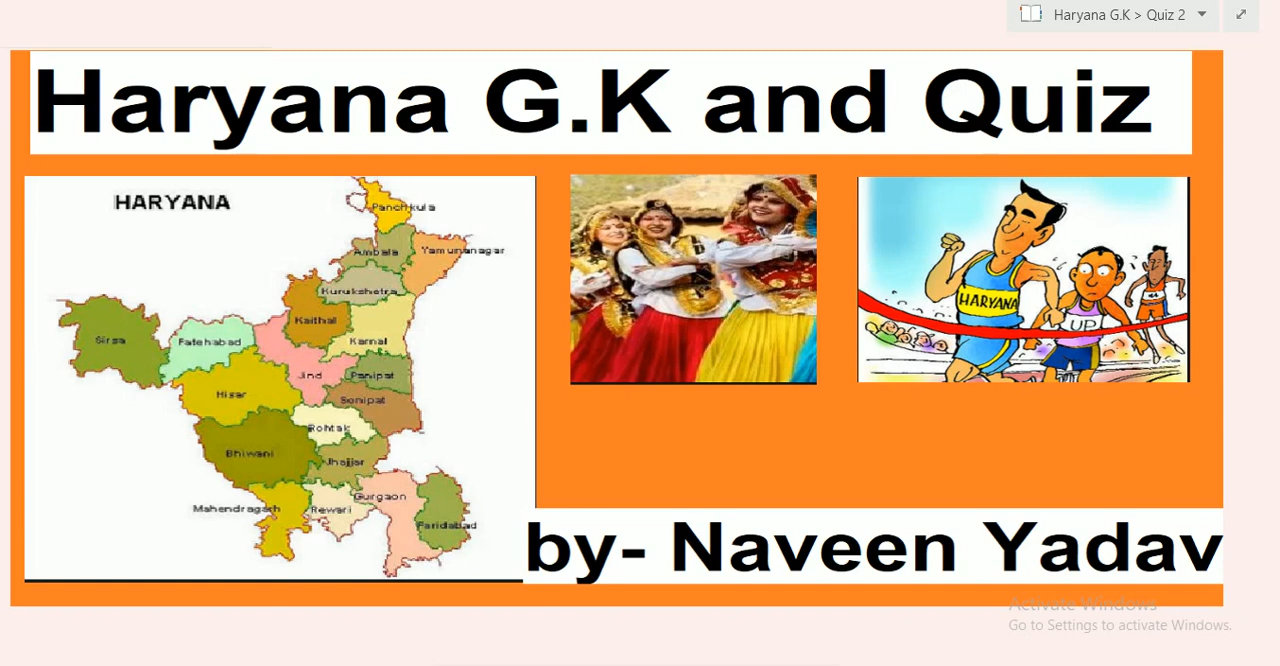 Haryana G.K > Quiz 2
Haryana G.K and Quiz
HARYANA
Panchkula
Ambala
Yamunanagar
Kurukshetra
Kaithal
Karnal
Sirsa
Fatehabad
Jind
Panipat
Hisar
Sonipat
Rohtak
Bhiwani
Jhajjar
Gurgaon
Mahendragarh
Rewari
Faridabad
HARYANA
UP
by- Naveen Yadav
Activate Windows
Go to Settings to activate Windows.